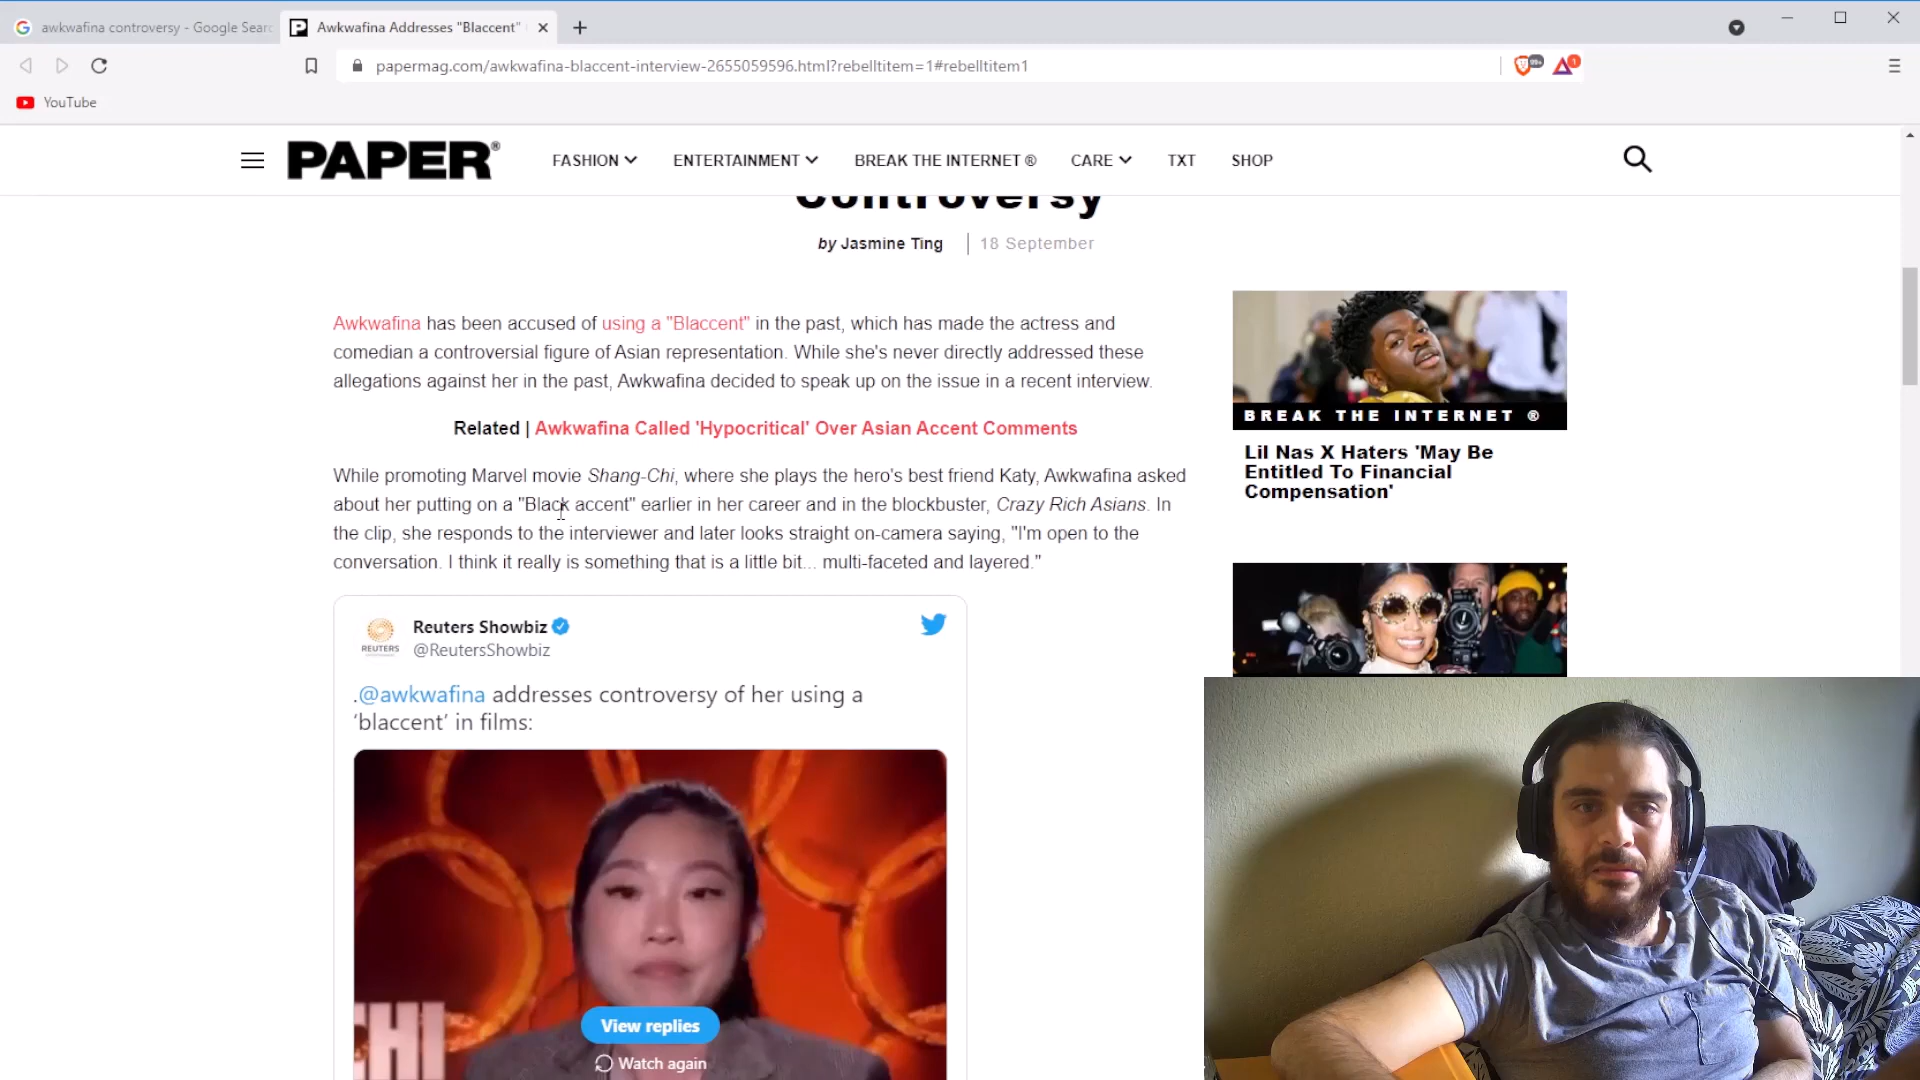 awkwafina controversy - Google Searc
Awkwafina Addresses "Blaccent"
papermag.com/awkwafina-blaccent-interview-2655059596.html?rebelltitem=1#rebelltitem1
99+
1
YouTube
PAPER®
FASHION
ENTERTAINMENT
BREAK THE INTERNET ®
CARE
TXT
SHOP
Controversy
by Jasmine Ting
18 September
Awkwafina has been accused of using a "Blaccent" in the past, which has made the actress and
comedian a controversial figure of Asian representation. While she's never directly addressed these
allegations against her in the past, Awkwafina decided to speak up on the issue in a recent interview.
Related | Awkwafina Called 'Hypocritical' Over Asian Accent Comments
While promoting Marvel movie Shang-Chi, where she plays the hero's best friend Katy, Awkwafina asked
about her putting on a "Black accent" earlier in her career and in the blockbuster, Crazy Rich Asians. In
the clip, she responds to the interviewer and later looks straight on-camera saying, "I'm open to the
conversation. I think it really is something that is a little bit... multi-faceted and layered."
REUTERS
Reuters Showbiz
@ReutersShowbiz
.@awkwafina addresses controversy of her using a
‘blaccent’ in films:
CHI
View replies
Watch again
BREAK THE INTERNET ®
Lil Nas X Haters 'May Be
Entitled To Financial
Compensation'